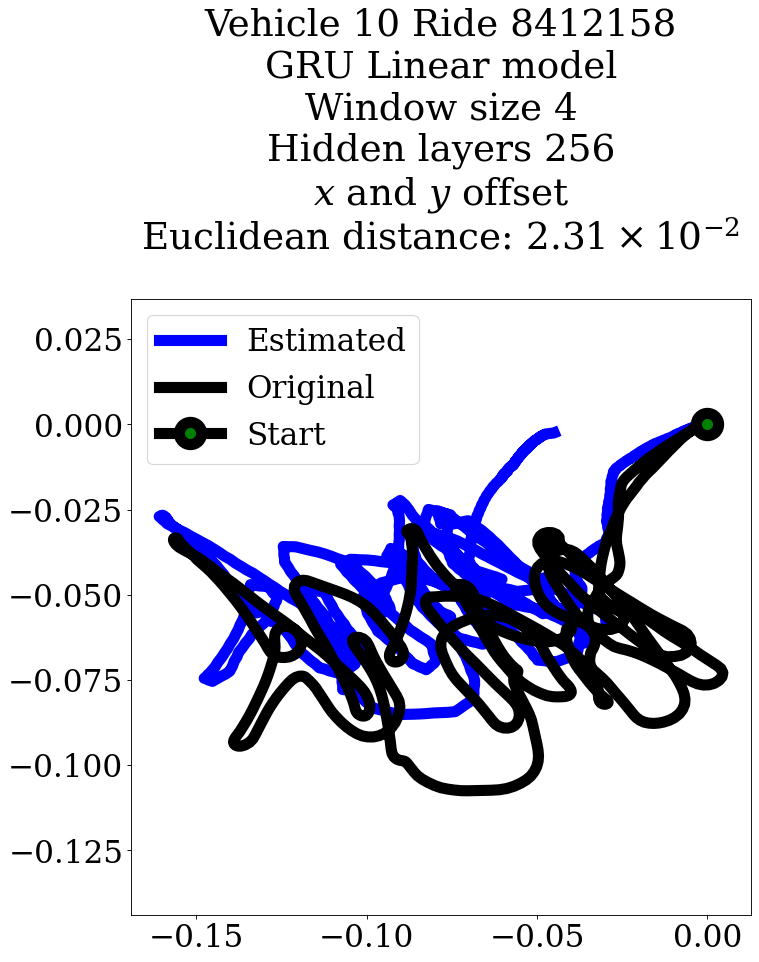 Vehicle 10 Ride 8412158
GRU Linear model
Window size 4
Hidden layers 256
x and y offset
Euclidean distance: 2.31 × 10⁻²
Estimated
Original
Start
0.025
0.000
−0.025
−0.050
−0.075
−0.100
−0.125
−0.15 −0.10 −0.05 0.00